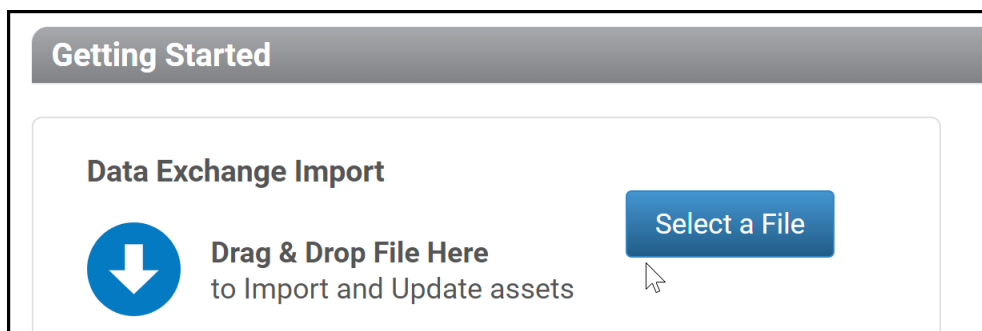 Getting Started
Data Exchange Import
Select a File
Drag & Drop File Here
to Import and Update assets